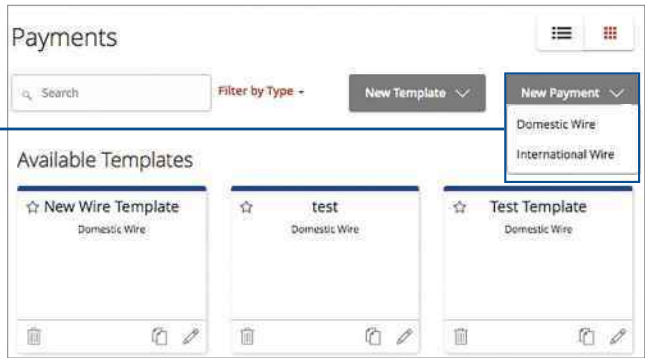 Payments
Search
Filter by Type -
New Template
New Payment
Domestic Wire
International Wire
Available Templates
New Wire Template
Domestic Wire
test
Domestic Wire
Test Template
Domestic Wire